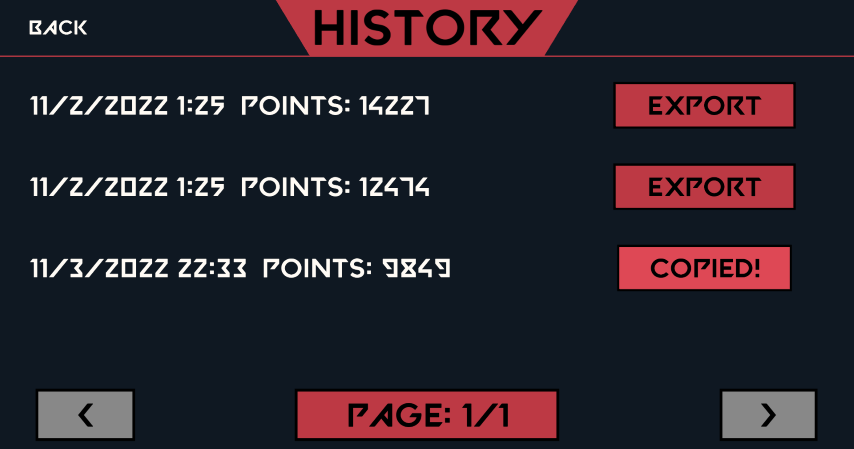 BACK
HISTORY
11/2/2022 1:25 POINTS: 14227 EXPORT
11/2/2022 1:25 POINTS: 12474 EXPORT
11/3/2022 22:33 POINTS: 9849 COPIED!
< PAGE: 1/1 >